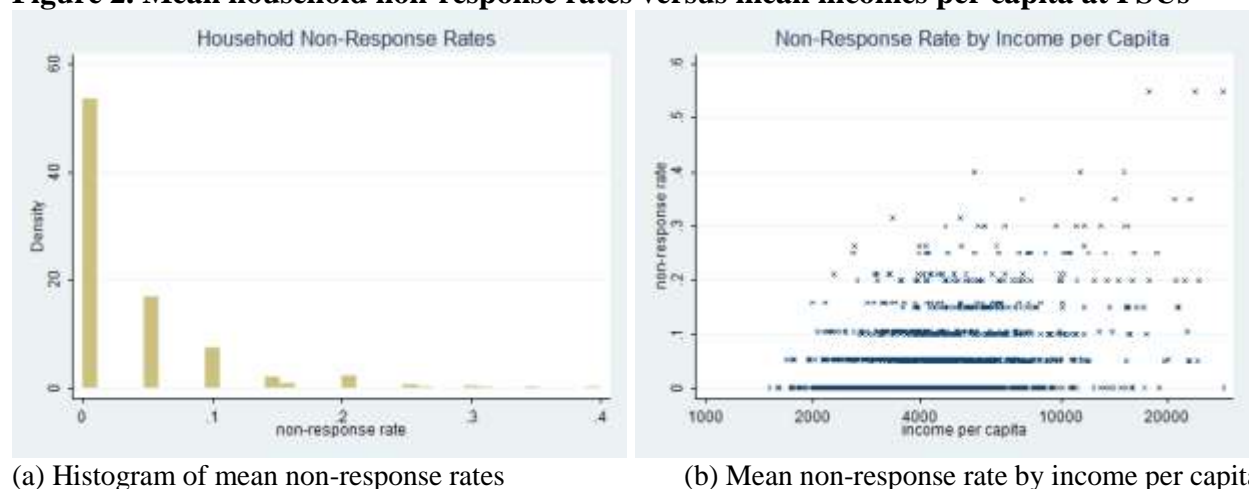 Figure 2. Mean household non-response rates versus mean incomes per capita at PSUs
Household Non-Response Rates
Density
60
40
20
0
0 .1 .2 .3 .4
non-response rate
Non-Response Rate by Income per Capita
non-response rate
.6
.5
.4
.3
.2
.1
0
1000 2000 4000 10000 20000
income per capita
(a) Histogram of mean non-response rates
(b) Mean non-response rate by income per capita